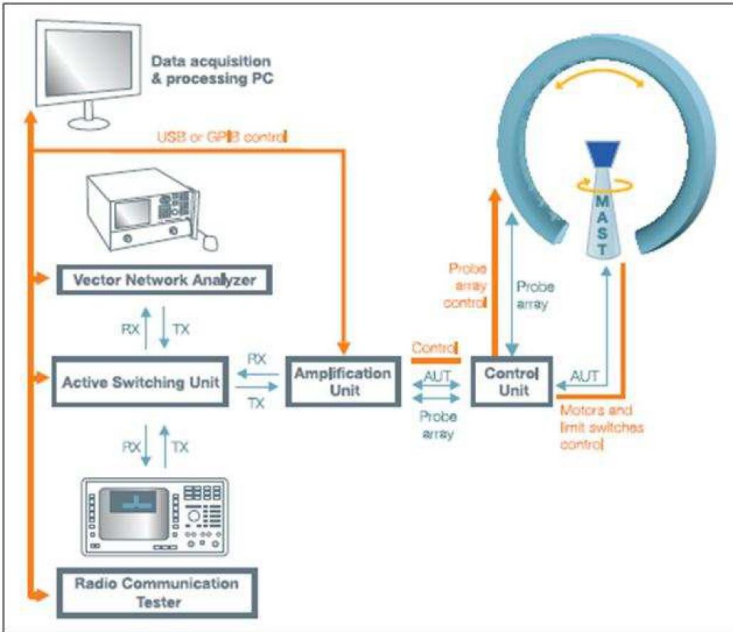 Data acquisition
& processing PC
USB or GPIB control
Vector Network Analyzer
RX
TX
Active Switching Unit
RX
TX
Amplification
Unit
Control
AUT
Probe
array
Control
Unit
Probe
array
control
Probe
array
MAST
AUT
Motors and
limit switches
control
RX
TX
Radio Communication
Tester